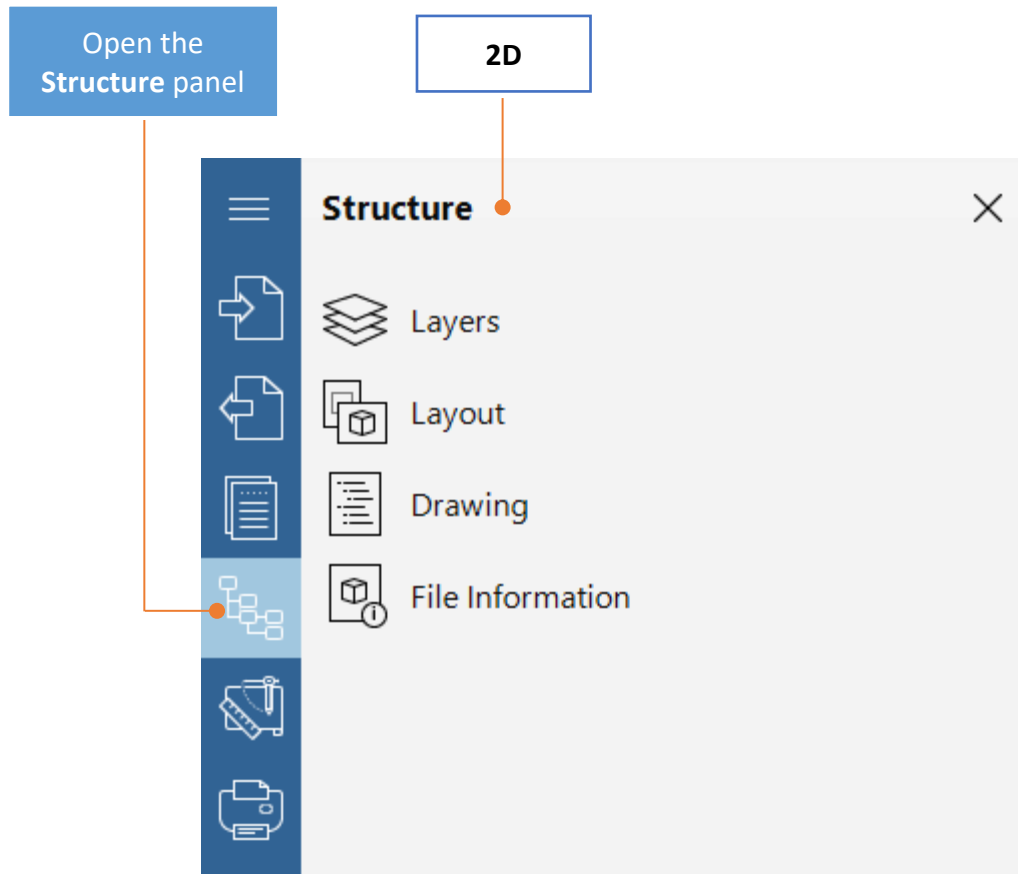 Open the
Structure panel
2D
Structure
Layers
Layout
Drawing
File Information